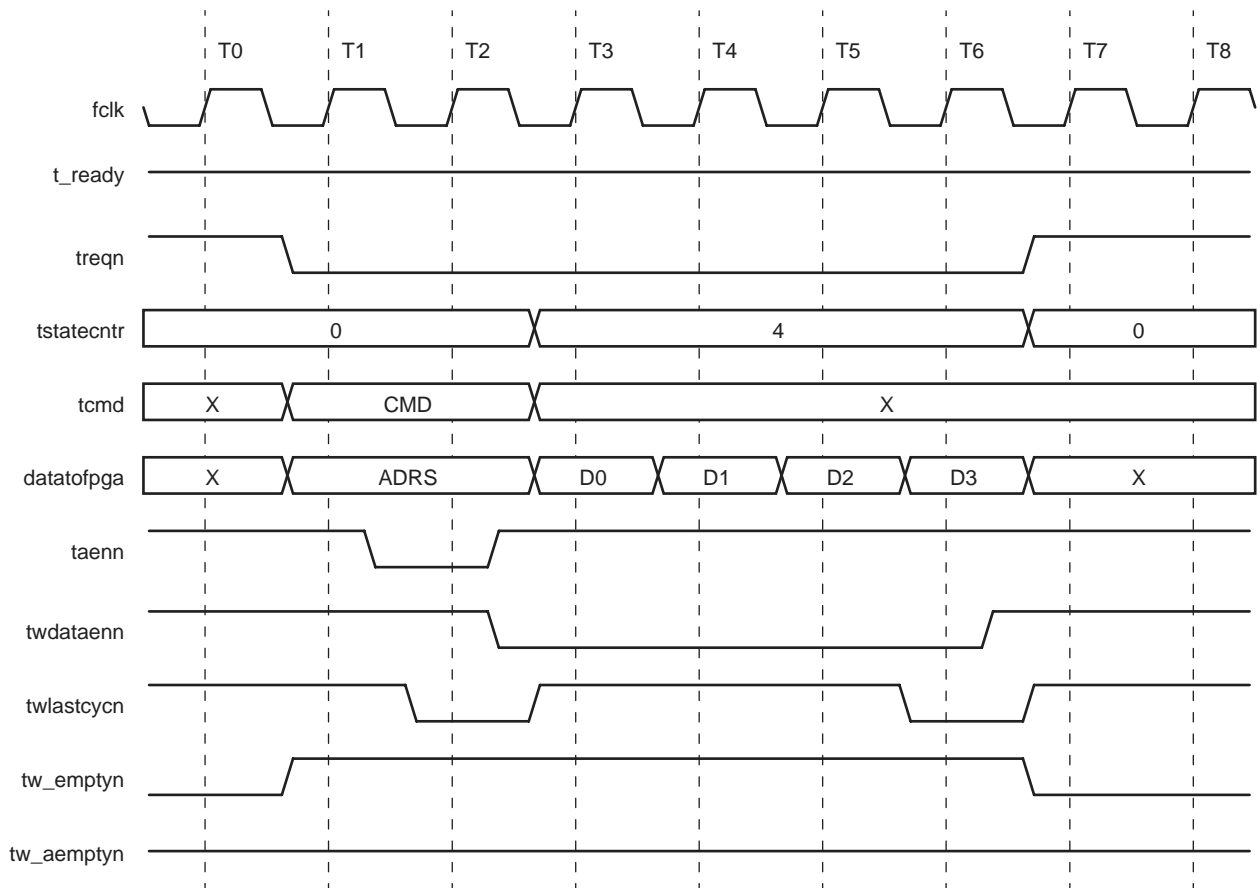 T0 T1 T2 T3 T4 T5 T6 T7 T8
fclk
t_ready
treqn
tstatecntr 0 4 0
tcmd X CMD X
datatofpga X ADRS D0 D1 D2 D3 X
taenn
twdataenn
twlastcycn
tw_emptyn
tw_aemptyn